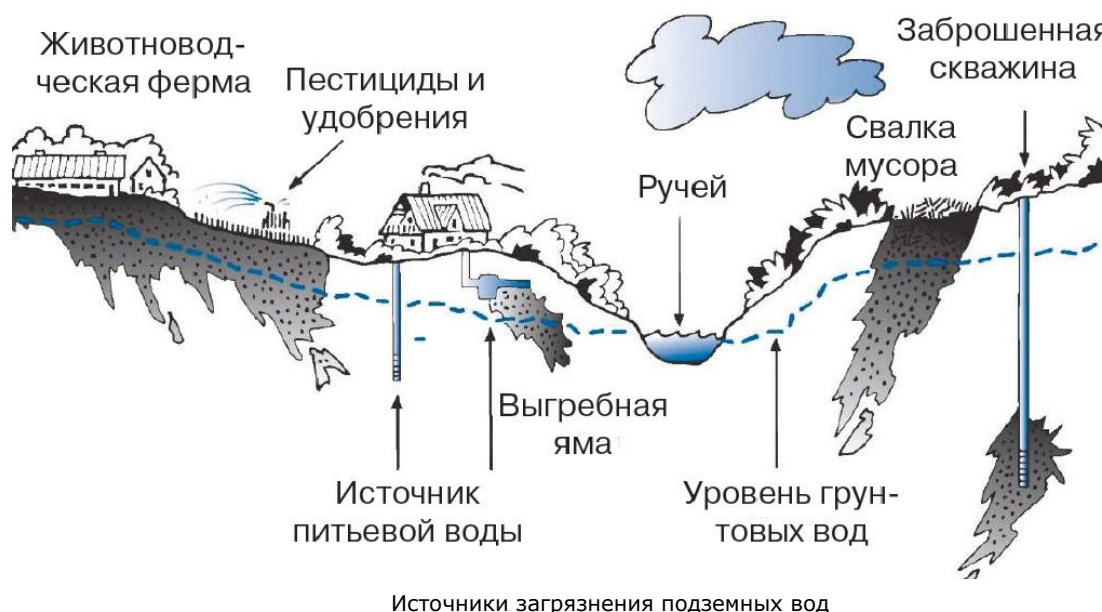 Животновод-
ческая ферма
Пестициды и
удобрения
Заброшенная
скважина
Свалка
мусора
Ручей
Выгребная
яма
Источник
питьевой воды
Уровень грун-
товых вод
Источники загрязнения подземных вод